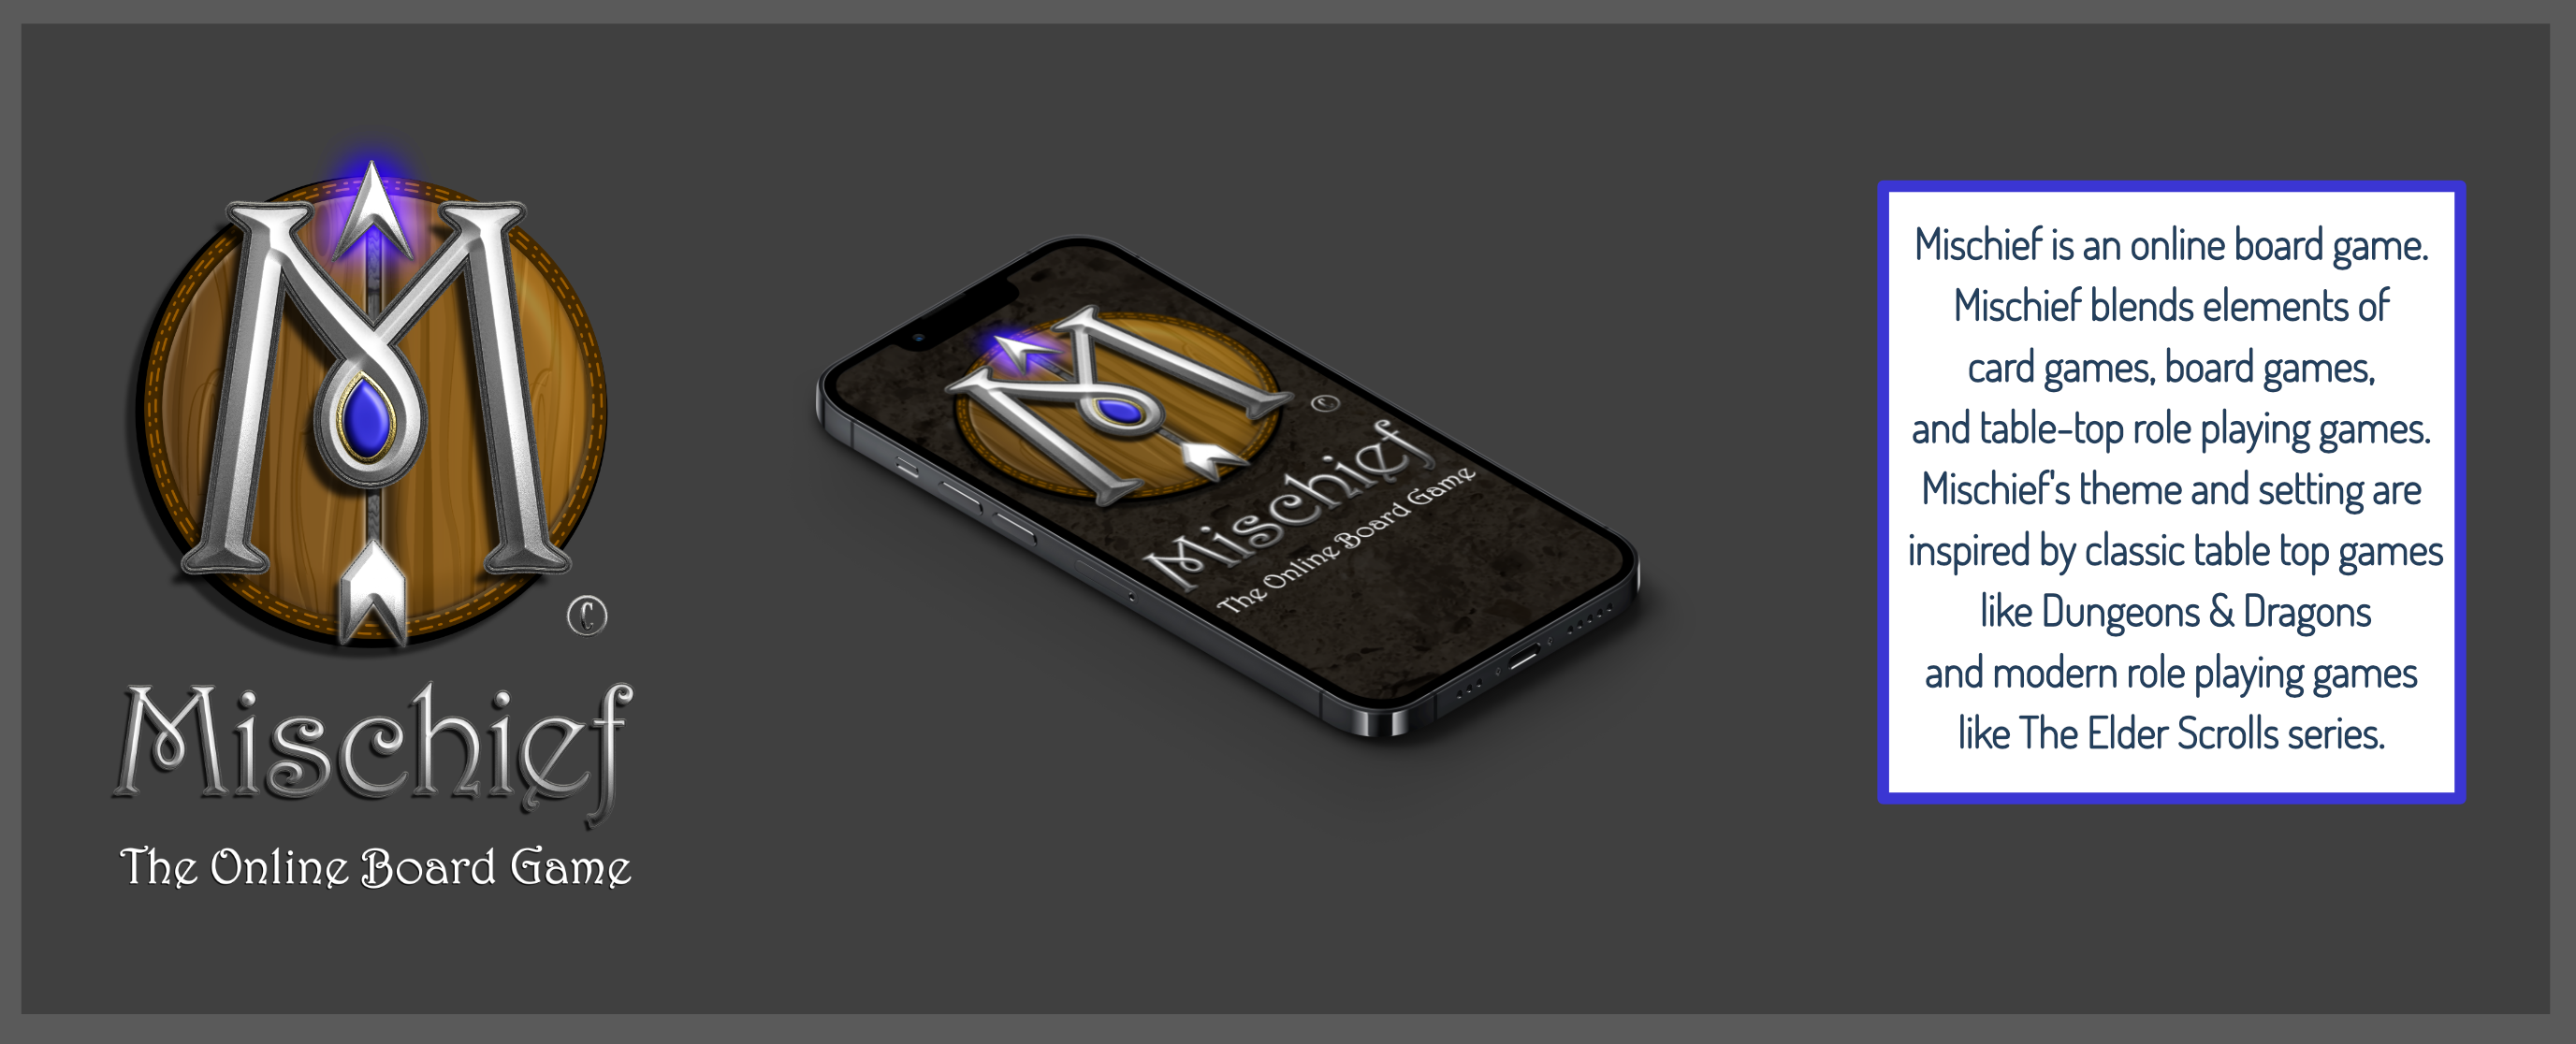 M
©
Mischief
The Online Board Game
M
©
Mischief
The Online Board Game
Mischief is an online board game.
Mischief blends elements of
card games, board games,
and table-top role playing games.
Mischief's theme and setting are
inspired by classic table top games
like Dungeons & Dragons
and modern role playing games
like The Elder Scrolls series.